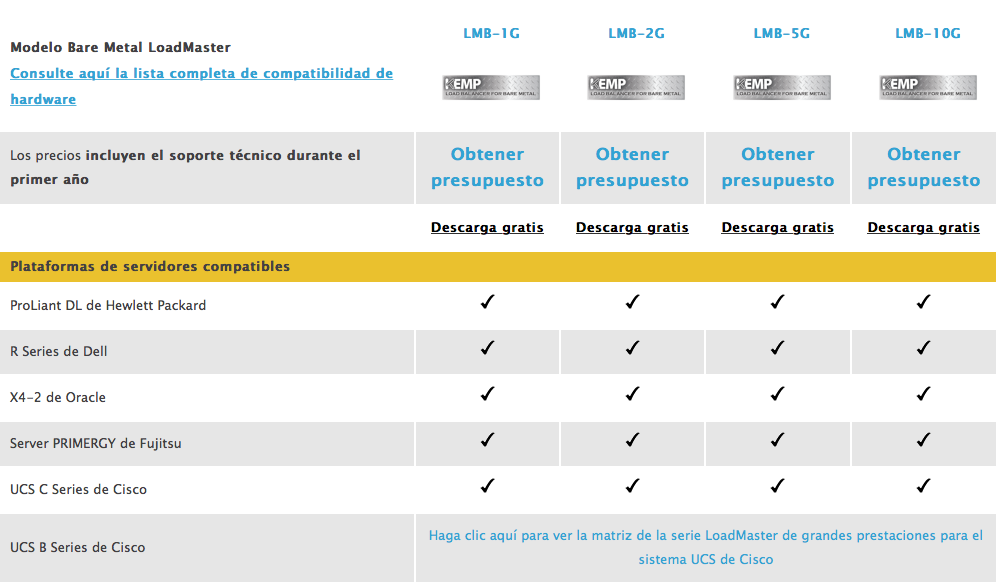 LMB-1G LMB-2G LMB-5G LMB-10G
Modelo Bare Metal LoadMaster
Consulte aquí la lista completa de compatibilidad de
hardware
KEMP KEMP KEMP KEMP
LOAD BALANCER FOR BARE METAL LOAD BALANCER FOR BARE METAL LOAD BALANCER FOR BARE METAL LOAD BALANCER FOR BARE METAL
Los precios incluyen el soporte técnico durante el
primer año
Obtener Obtener Obtener Obtener
presupuesto presupuesto presupuesto presupuesto
Descarga gratis Descarga gratis Descarga gratis Descarga gratis
Plataformas de servidores compatibles
ProLiant DL de Hewlett Packard ✓ ✓ ✓ ✓
R Series de Dell ✓ ✓ ✓ ✓
X4-2 de Oracle ✓ ✓ ✓ ✓
Server PRIMERGY de Fujitsu ✓ ✓ ✓ ✓
UCS C Series de Cisco ✓ ✓ ✓ ✓
UCS B Series de Cisco
Haga clic aquí para ver la matriz de la serie LoadMaster de grandes prestaciones para el
sistema UCS de Cisco